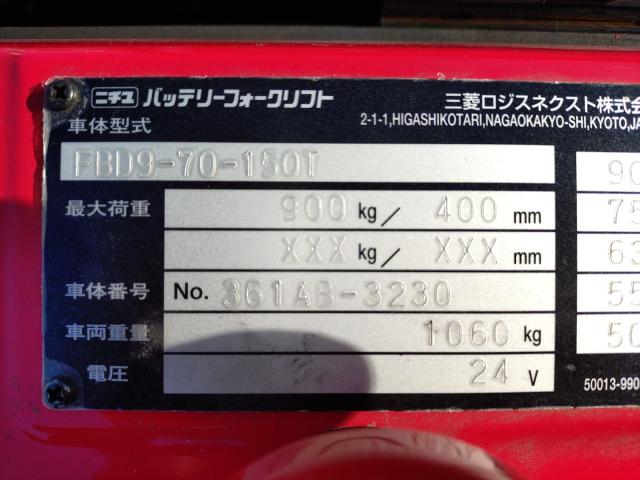 ニチユ バッテリーフォークリフト 三菱ロジスネクスト株式会
車体型式 2-1-1,HIGASHIKOTARI,NAGAOKAKYO-SHI,KYOTO,JA
FBD9-70-150T 90
最大荷重 900 kg/ 400 mm 75
XXX kg/ XXX mm 63
車体番号 No. 361AB-3230 55
車両重量 1060 kg 50
電圧 24 V 50013-990